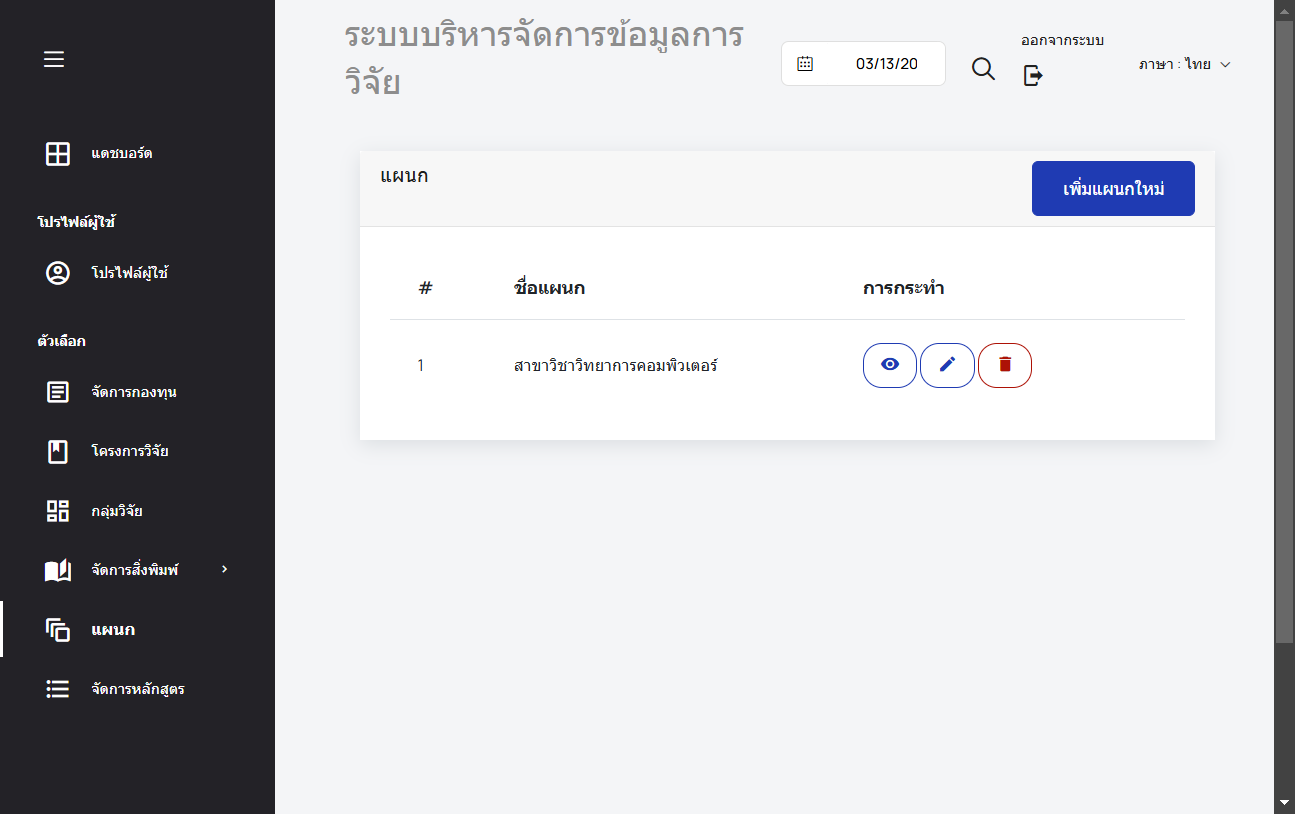 ระบบบริหารจัดการข้อมูลการ
วิจัย
03/13/20
ออกจากระบบ
ภาษา : ไทย
แดชบอร์ด
โปรไฟล์ผู้ใช้
โปรไฟล์ผู้ใช้
ตัวเลือก
จัดการกองทุน
โครงการวิจัย
กลุ่มวิจัย
จัดการสิ่งพิมพ์
แผนก
จัดการหลักสูตร
แผนก
เพิ่มแผนกใหม่
# ชื่อแผนก การกระทำ
1 สาขาวิชาวิทยาการคอมพิวเตอร์